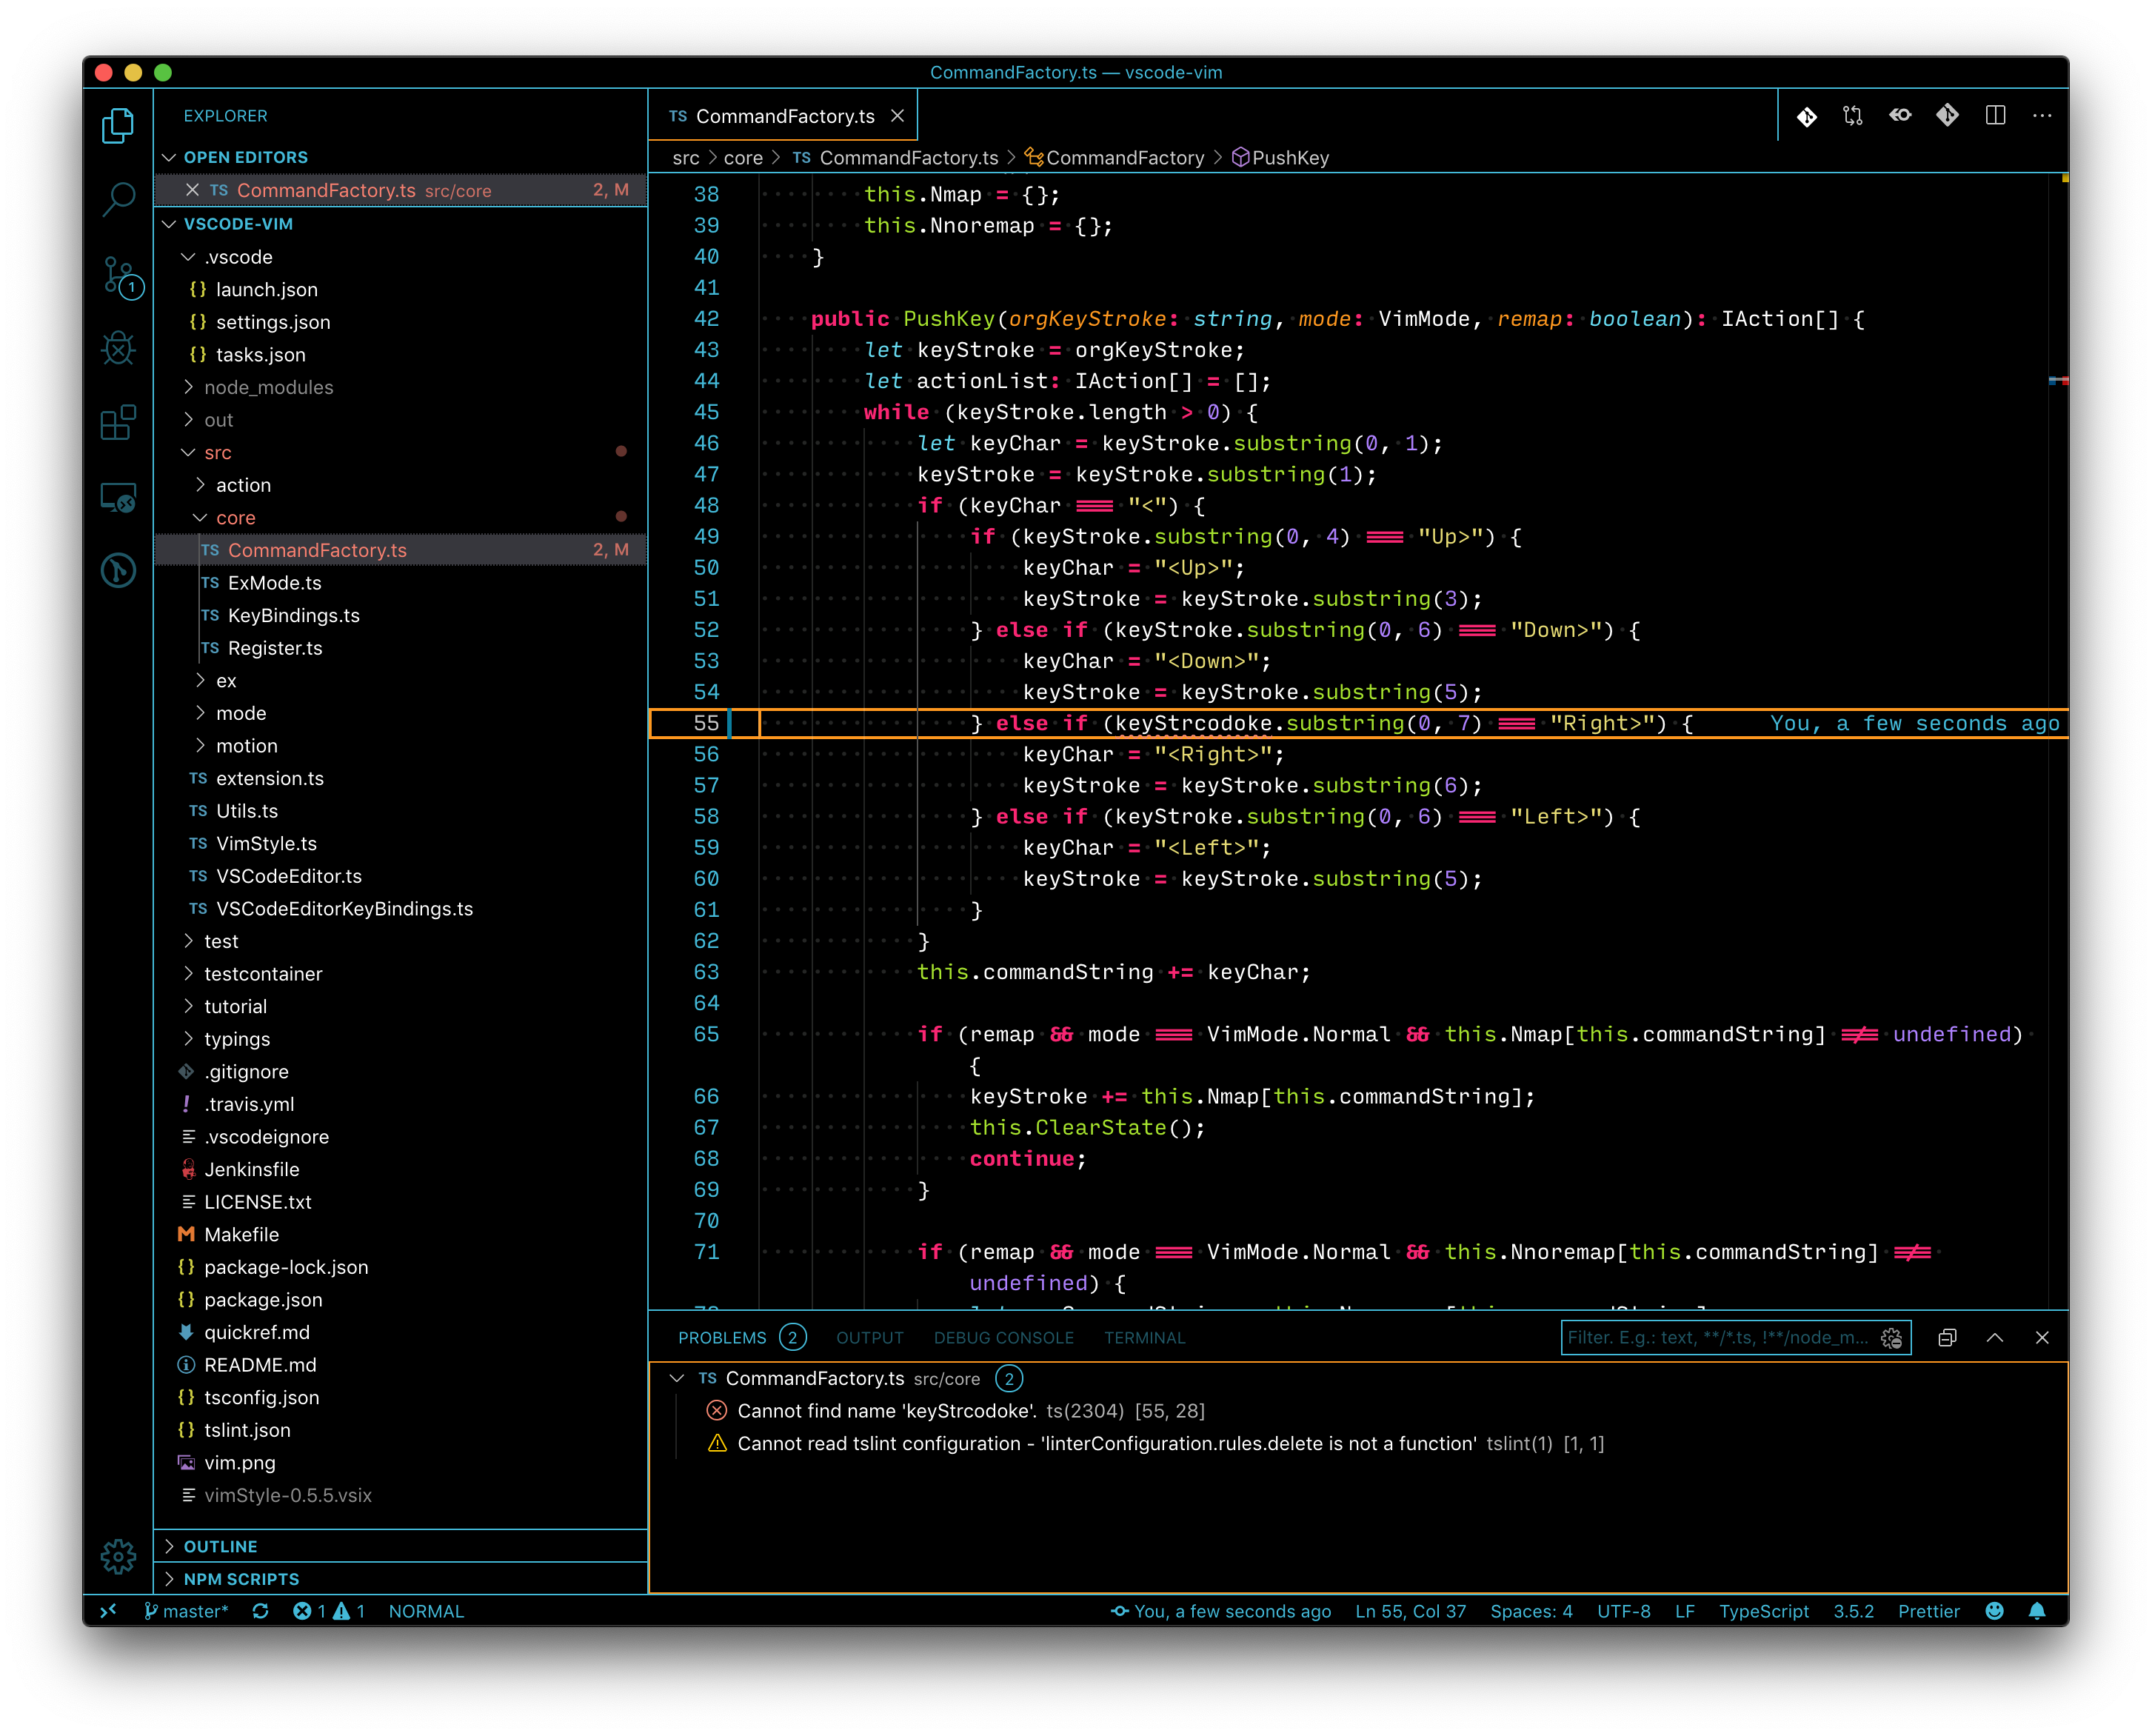 CommandFactory.ts — vscode-vim
EXPLORER
OPEN EDITORS
TS CommandFactory.ts src/core 2, M
VSCODE-VIM
.vscode
{} launch.json
{} settings.json
{} tasks.json
node_modules
out
src
action
core
TS CommandFactory.ts 2, M
TS ExMode.ts
TS KeyBindings.ts
TS Register.ts
ex
mode
motion
TS extension.ts
TS Utils.ts
TS VimStyle.ts
TS VSCodeEditor.ts
TS VSCodeEditorKeyBindings.ts
test
testcontainer
tutorial
typings
.gitignore
! .travis.yml
.vscodeignore
Jenkinsfile
LICENSE.txt
M Makefile
{} package-lock.json
{} package.json
quickref.md
README.md
{} tsconfig.json
{} tslint.json
vim.png
vimStyle-0.5.5.vsix
OUTLINE
NPM SCRIPTS
1
TS CommandFactory.ts
src > core > TS CommandFactory.ts > CommandFactory > PushKey
38 this.Nmap = {};
39 this.Nnoremap = {};
40 }
41
42 public PushKey(orgKeyStroke: string, mode: VimMode, remap: boolean): IAction[] {
43 let keyStroke = orgKeyStroke;
44 let actionList: IAction[] = [];
45 while (keyStroke.length > 0) {
46 let keyChar = keyStroke.substring(0, 1);
47 keyStroke = keyStroke.substring(1);
48 if (keyChar === "<") {
49 if (keyStroke.substring(0, 4) === "Up>") {
50 keyChar = "<Up>";
51 keyStroke = keyStroke.substring(3);
52 } else if (keyStroke.substring(0, 6) === "Down>") {
53 keyChar = "<Down>";
54 keyStroke = keyStroke.substring(5);
55 } else if (keyStrcodoke.substring(0, 7) === "Right>") { You, a few seconds ago
56 keyChar = "<Right>";
57 keyStroke = keyStroke.substring(6);
58 } else if (keyStroke.substring(0, 6) === "Left>") {
59 keyChar = "<Left>";
60 keyStroke = keyStroke.substring(5);
61 }
62 }
63 this.commandString += keyChar;
64
65 if (remap && mode === VimMode.Normal && this.Nmap[this.commandString] !== undefined)
{
66 keyStroke += this.Nmap[this.commandString];
67 this.ClearState();
68 continue;
69 }
70
71 if (remap && mode === VimMode.Normal && this.Nnoremap[this.commandString] !==
undefined) {
PROBLEMS 2 OUTPUT DEBUG CONSOLE TERMINAL Filter. E.g.: text, **/*.ts, !**/node_m...
TS CommandFactory.ts src/core 2
Cannot find name 'keyStrcodoke'. ts(2304) [55, 28]
Cannot read tslint configuration - 'linterConfiguration.rules.delete is not a function' tslint(1) [1, 1]
master* 1 1 NORMAL You, a few seconds ago Ln 55, Col 37 Spaces: 4 UTF-8 LF TypeScript 3.5.2 Prettier